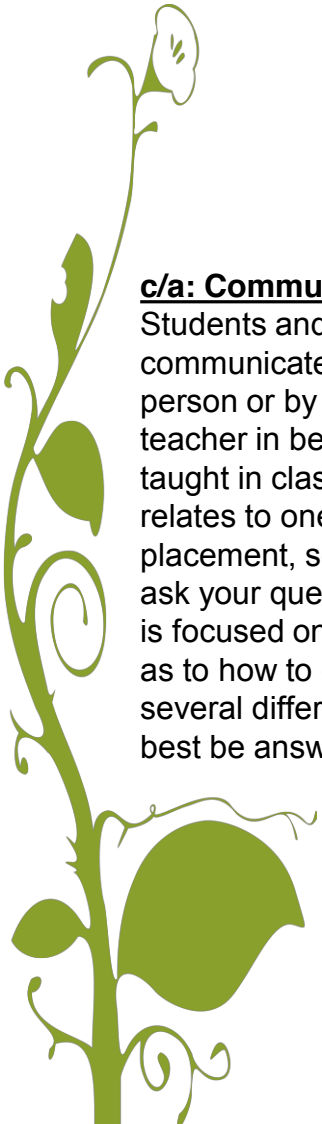 c/a: Commu
Students and
communicate
person or by
teacher in be
taught in clas
relates to one
placement, s
ask your que
is focused on
as to how to
several differ
best be answ